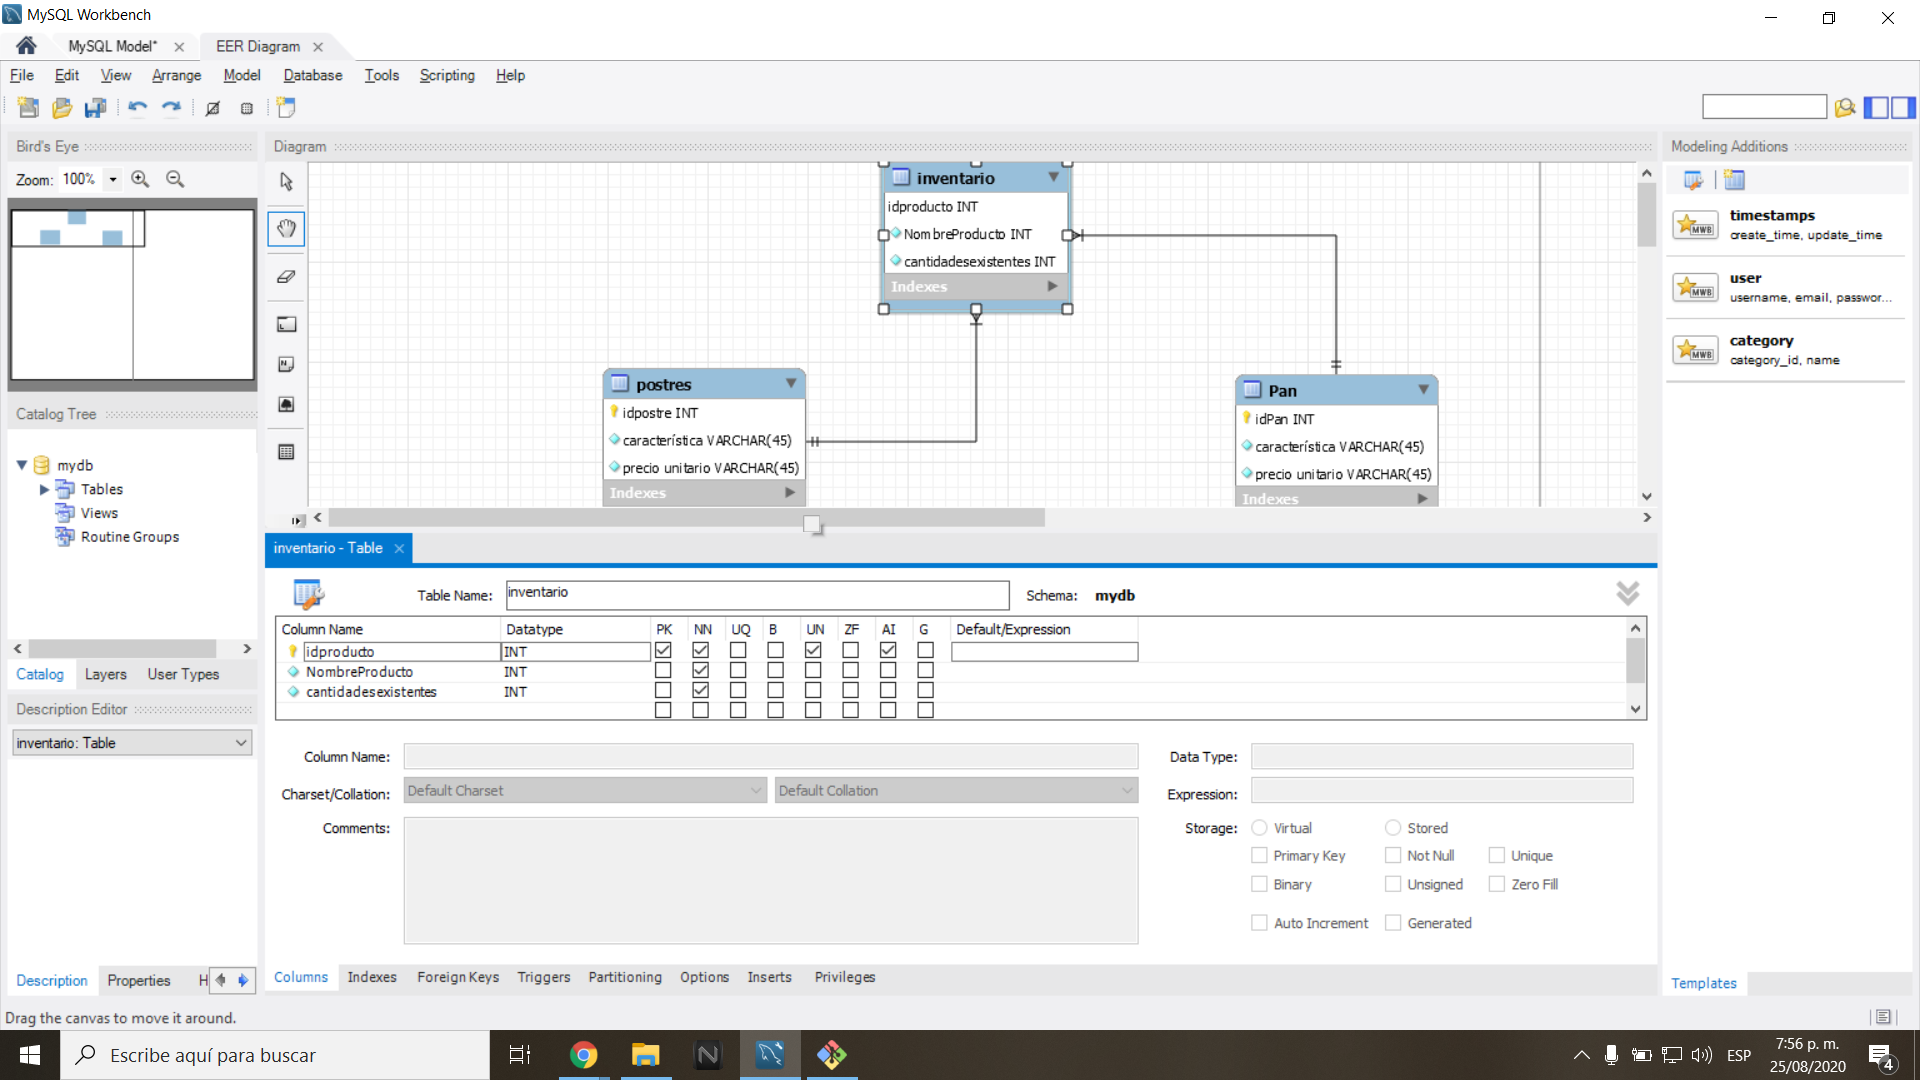 MySQL Workbench
MySQL Model*
EER Diagram
File Edit View Arrange Model Database Tools Scripting Help
Bird's Eye
Zoom: 100%
Catalog Tree
mydb
Tables
Views
Routine Groups
Catalog Layers User Types
Description Editor
inventario: Table
Description Properties H
Diagram
inventario
idproducto INT
NombreProducto INT
cantidadesexistentes INT
Indexes
postres
idpostre INT
característica VARCHAR(45)
precio unitario VARCHAR(45)
Indexes
Pan
idPan INT
característica VARCHAR(45)
precio unitario VARCHAR(45)
Indexes
inventario - Table
Table Name: inventario Schema: mydb
Column Name Datatype PK NN UQ B UN ZF AI G Default/Expression
idproducto INT
NombreProducto INT
cantidadesexistentes INT
Column Name: Data Type:
Charset/Collation: Default Charset Default Collation Expression:
Comments: Storage: Virtual Stored
Primary Key Not Null Unique
Binary Unsigned Zero Fill
Auto Increment Generated
Columns Indexes Foreign Keys Triggers Partitioning Options Inserts Privileges
Modeling Additions
MWB
timestamps
create_time, update_time
MWB
user
username, email, passwor...
MWB
category
category_id, name
Templates
Drag the canvas to move it around.
Escribe aquí para buscar
ESP
7:56 p. m.
25/08/2020
4